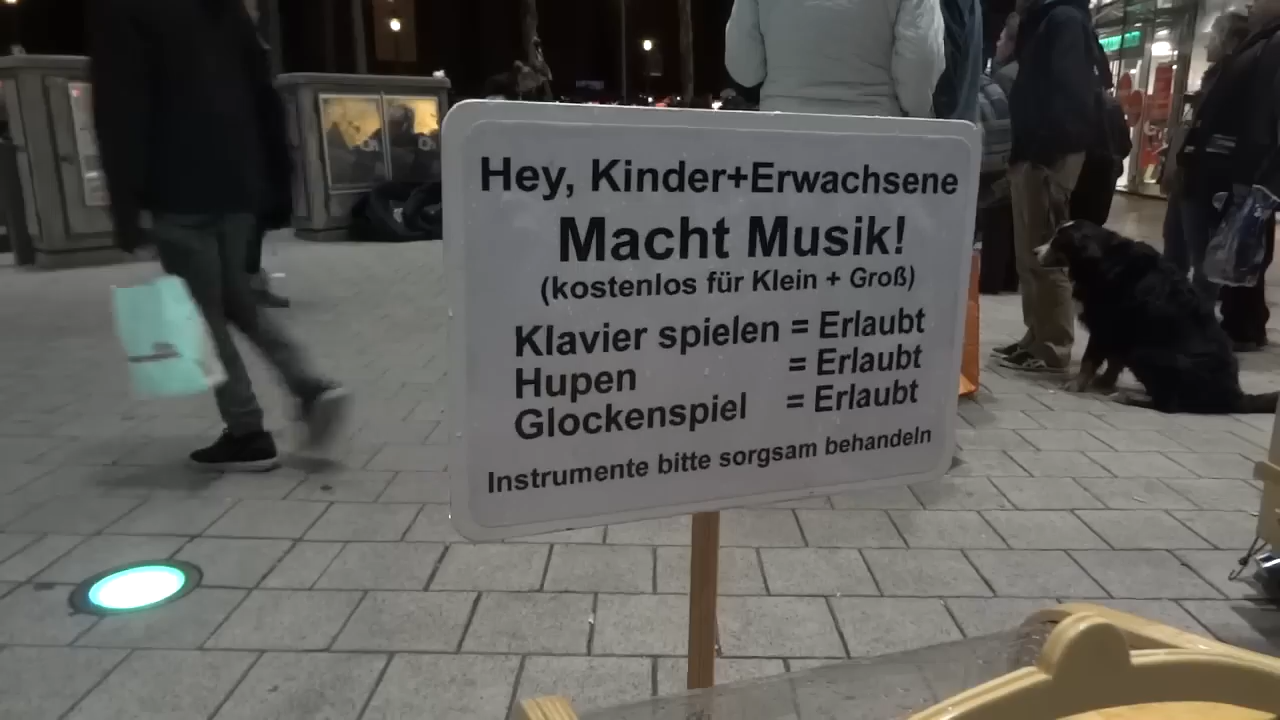 Hey, Kinder+Erwachsene
Macht Musik!
(kostenlos für Klein + Groß)
Klavier spielen = Erlaubt
Hupen = Erlaubt
Glockenspiel = Erlaubt
Instrumente bitte sorgsam behandeln